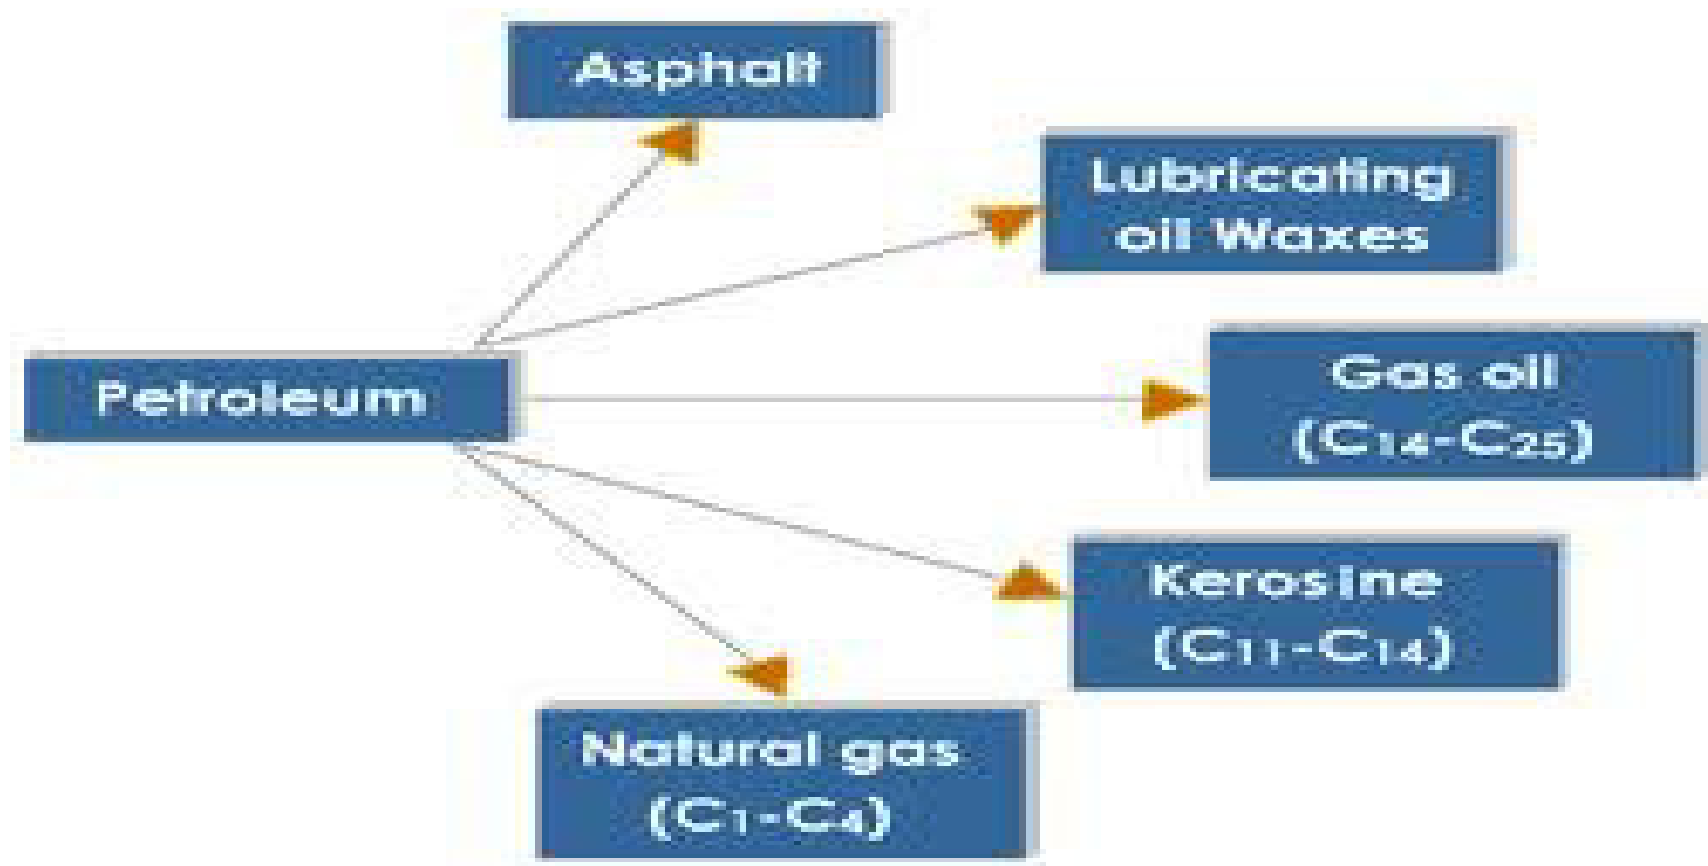 Asphalt
Lubricating
oil Waxes
Petroleum
Gas oil
(C₁₄-C₂₅)
Kerosine
(C₁₁-C₁₄)
Natural gas
(C₁-C₄)